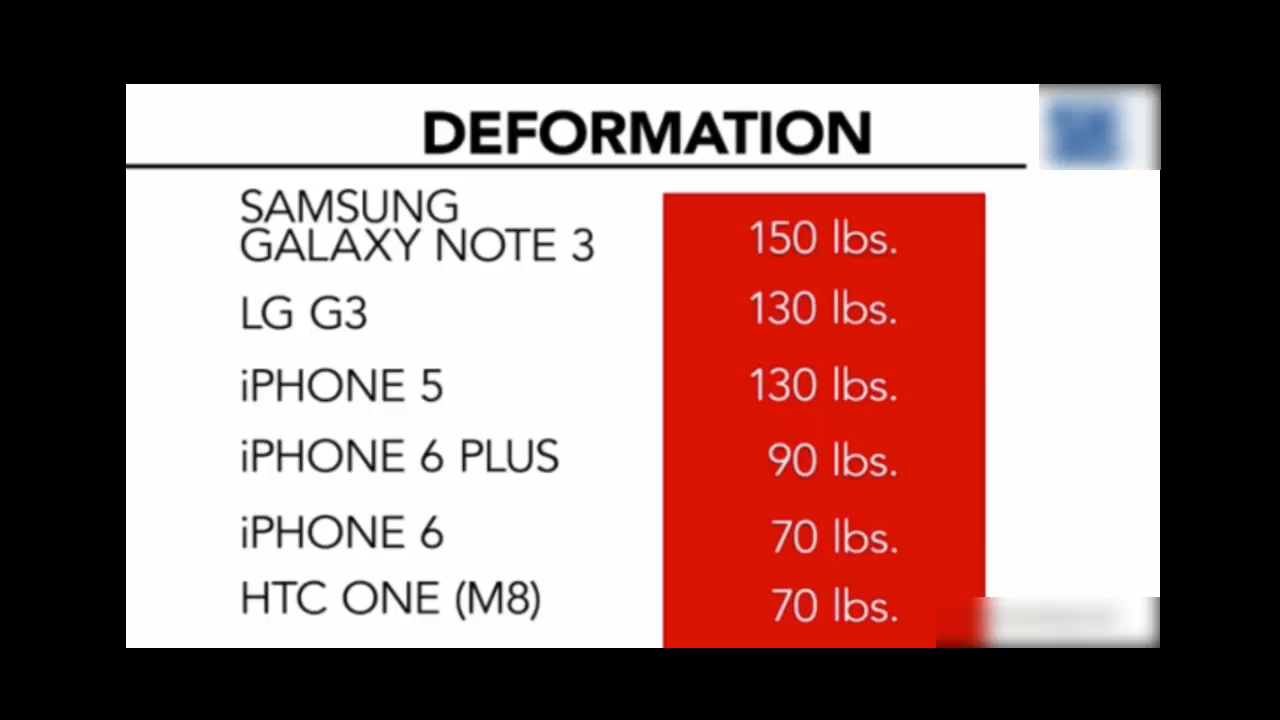 DEFORMATION
SAMSUNG
GALAXY NOTE 3 150 lbs.
LG G3 130 lbs.
iPHONE 5 130 lbs.
iPHONE 6 PLUS 90 lbs.
iPHONE 6 70 lbs.
HTC ONE (M8) 70 lbs.